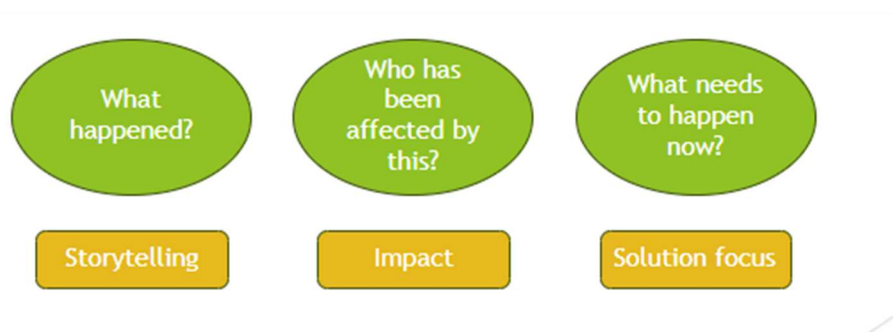 What
happened?
Who has
been
affected by
this?
What needs
to happen
now?
Storytelling
Impact
Solution focus